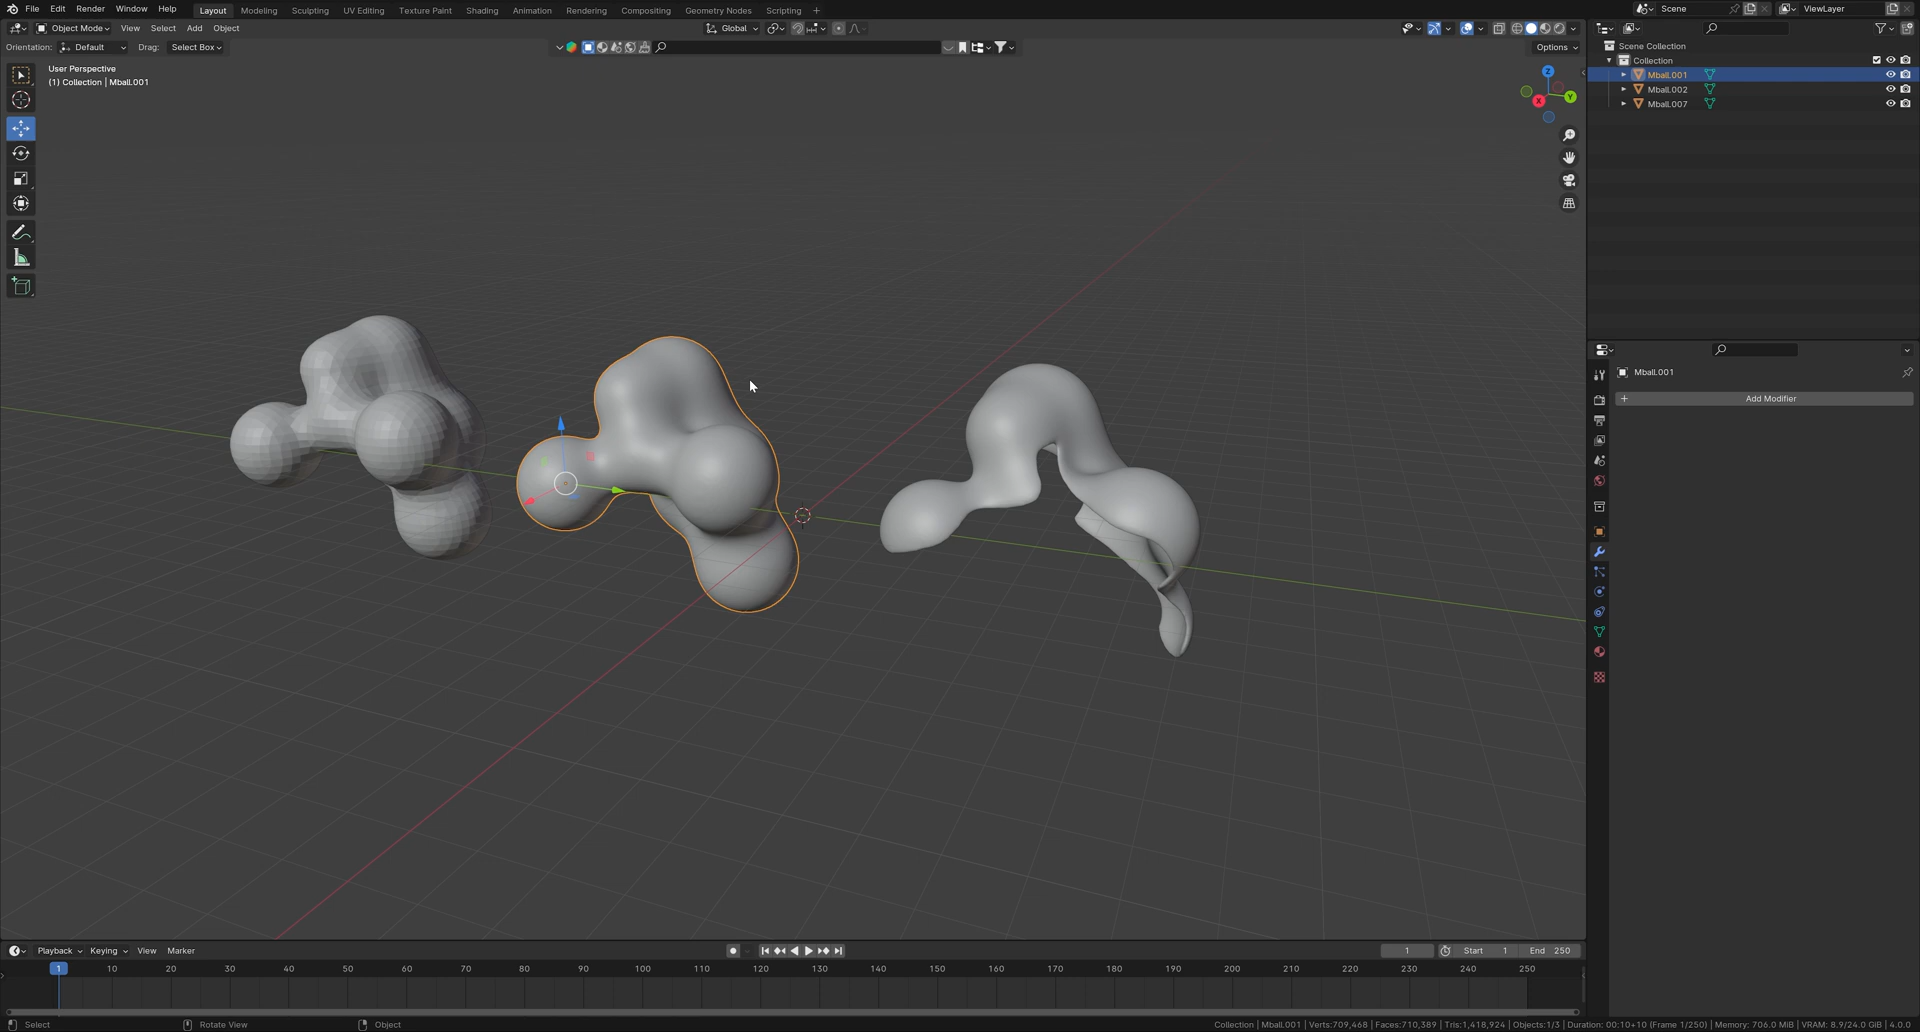 File Edit Render Window Help Layout Modeling Sculpting UV Editing Texture Paint Shading Animation Rendering Compositing Geometry Nodes Scripting + Scene ViewLayer
Object Mode View Select Add Object Global
Orientation: Default Drag: Select Box Options
User Perspective
(1) Collection | Mball.001
Z
Y
X
Scene Collection
Collection
Mball.001
Mball.002
Mball.007
Mball.001
+ Add Modifier
Playback Keying View Marker 1 Start 1 End 250
1 10 20 30 40 50 60 70 80 90 100 110 120 130 140 150 160 170 180 190 200 210 220 230 240 250
Select Rotate View Object Collection | Mball.001 | Verts:709,468 | Faces:710,389 | Tris:1,418,924 | Objects:1/3 | Duration: 00:10+10 (Frame 1/250) | Memory: 706.0 MiB | VRAM: 8.9/24.0 GiB | 4.0.0